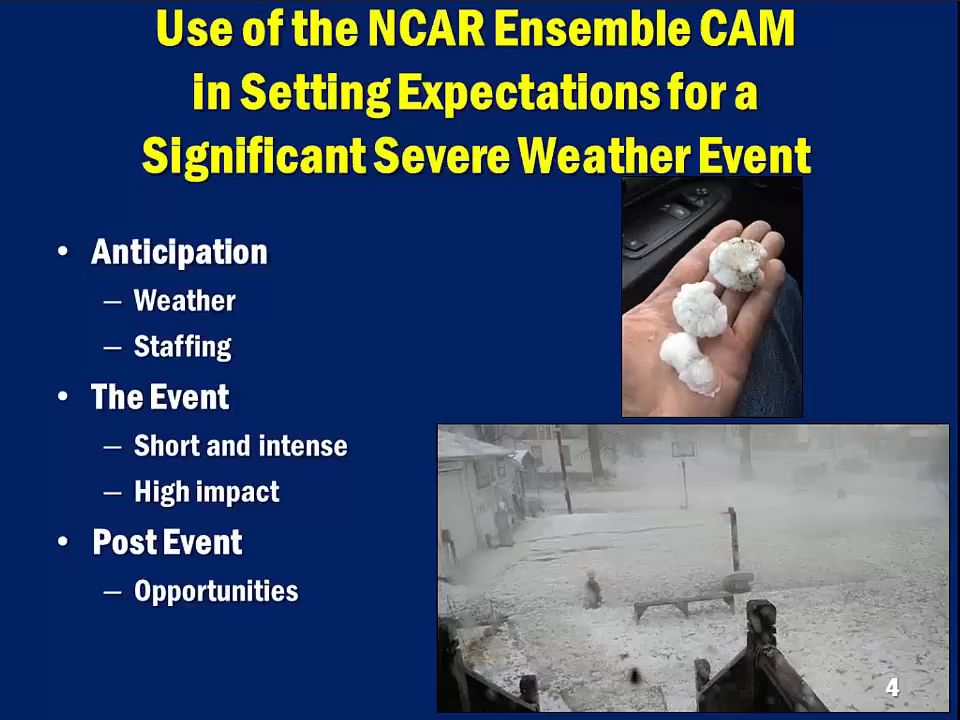 Use of the NCAR Ensemble CAM
in Setting Expectations for a
Significant Severe Weather Event
• Anticipation
– Weather
– Staffing
• The Event
– Short and intense
– High impact
• Post Event
– Opportunities
4